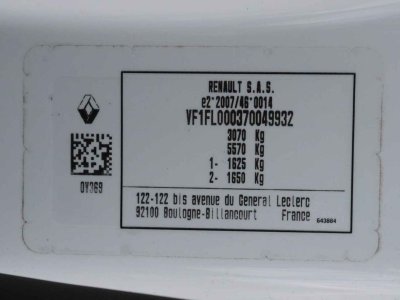 RENAULT S.A.S.
e2*2007/46*0014
VF1FL000370049932
3070 Kg
5570 Kg
1- 1625 Kg
2- 1650 Kg
0V369
122-122 bis avenue du General Leclerc
92100 Boulogne-Billancourt France
643884